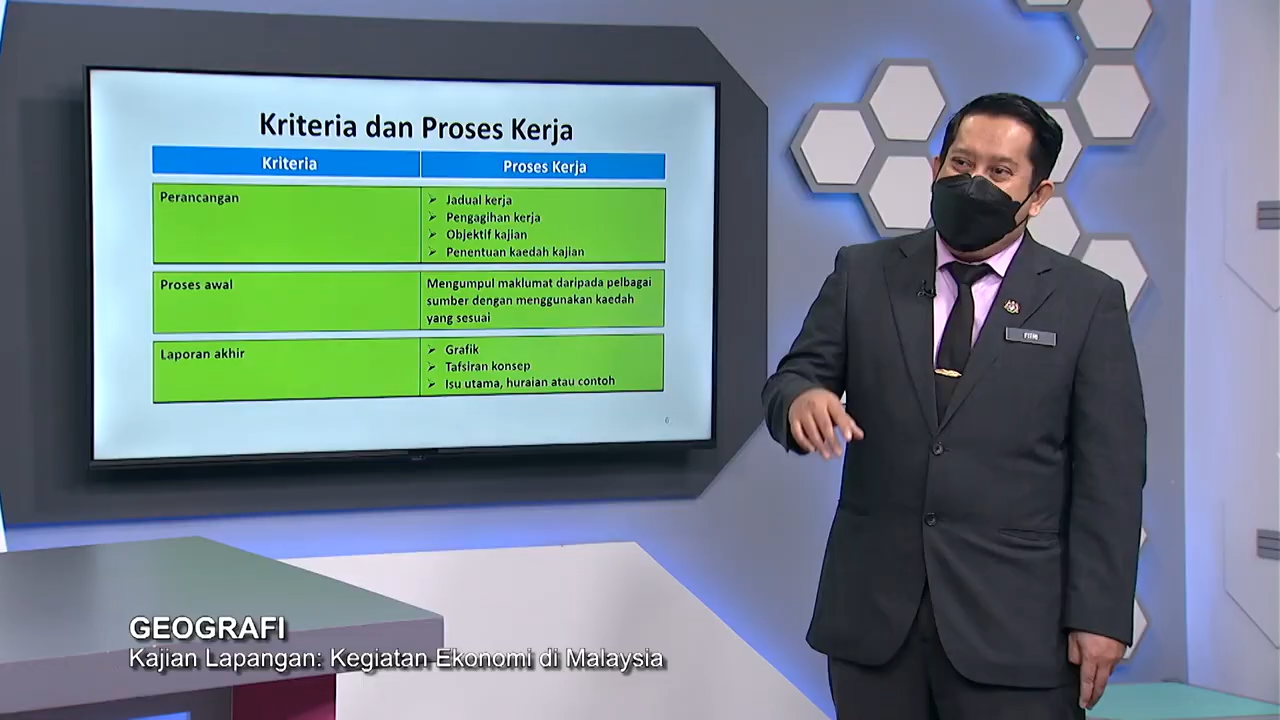 Kriteria dan Proses Kerja
Kriteria
Proses Kerja
Perancangan
➢ Jadual kerja
➢ Pengagihan kerja
➢ Objektif kajian
➢ Penentuan kaedah kajian
Proses awal
Mengumpul maklumat daripada pelbagai
sumber dengan menggunakan kaedah
yang sesuai
Laporan akhir
➢ Grafik
➢ Tafsiran konsep
➢ Isu utama, huraian atau contoh
6
FITRI
GEOGRAFI
Kajian Lapangan: Kegiatan Ekonomi di Malaysia